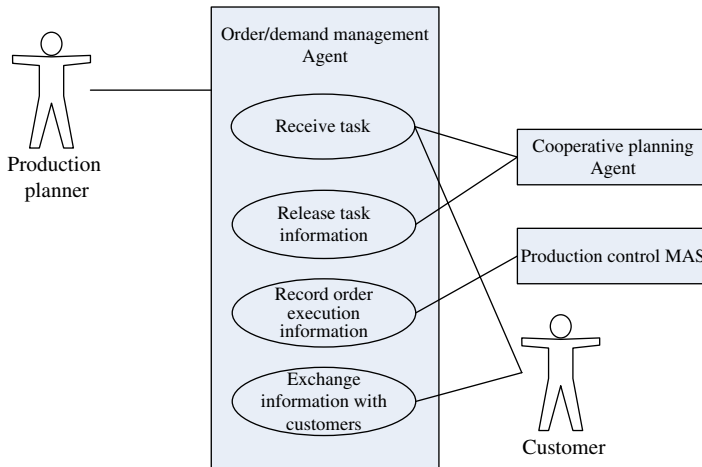 Order/demand management
Agent
Receive task
Release task
information
Record order
execution
information
Exchange
information with
customers
Production
planner
Cooperative planning
Agent
Production control MAS
Customer